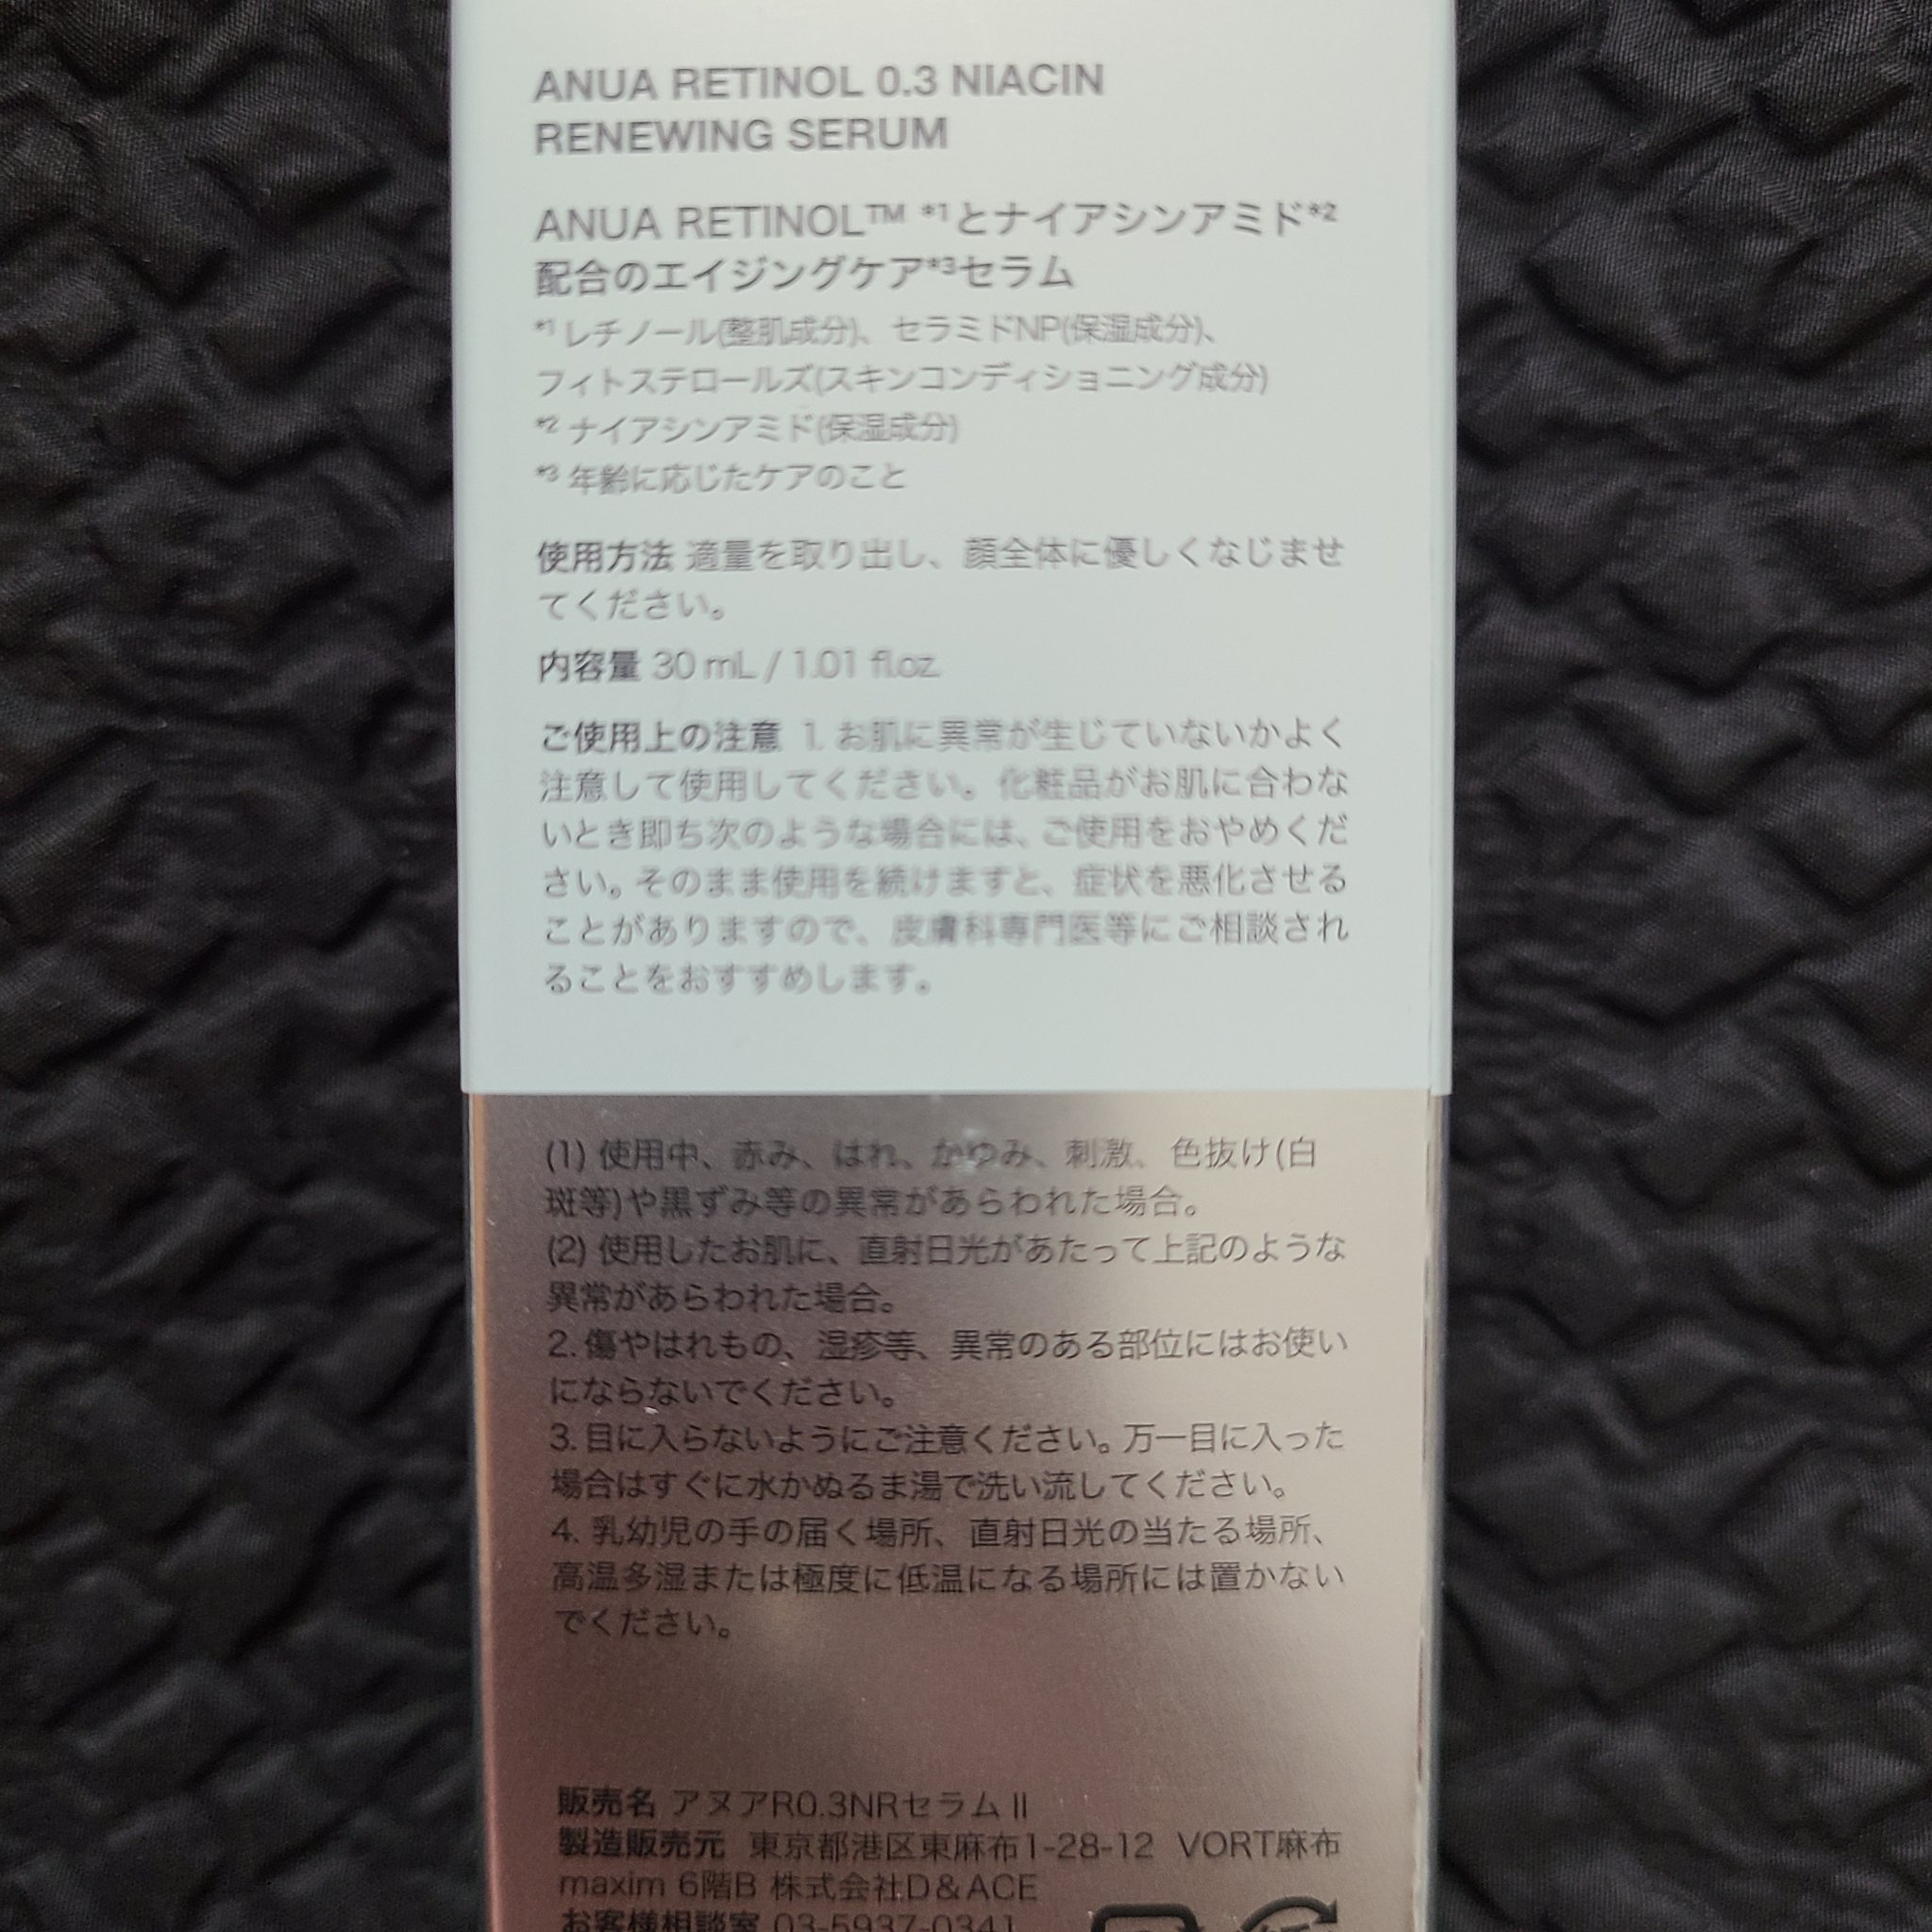 ANUA RETINOL 0.3 NIACIN
RENEWING SERUM
ANUA RETINOL™ *1とナイアシンアミド*2
配合のエイジングケア*3セラム
*1 レチノール(整肌成分)、セラミドNP(保湿成分)、
フィトステロールズ(スキンコンディショニング成分)
*2 ナイアシンアミド(保湿成分)
*3 年齢に応じたケアのこと
使用方法 適量を取り出し、顔全体に優しくなじませ
てください。
内容量 30 mL / 1.01 fl.oz.
ご使用上の注意 1. お肌に異常が生じていないかよく
注意して使用してください。化粧品がお肌に合わな
いとき即ち次のような場合には、ご使用をおやめくだ
さい。そのまま使用を続けますと、症状を悪化させる
ことがありますので、皮膚科専門医等にご相談され
ることをおすすめします。
(1) 使用中、赤み、はれ、かゆみ、刺激、色抜け(白
斑等)や黒ずみ等の異常があらわれた場合。
(2) 使用したお肌に、直射日光があたって上記のような
異常があらわれた場合。
2. 傷やはれもの、湿疹等、異常のある部位にはお使い
にならないでください。
3. 目に入らないようにご注意ください。万一目に入った
場合はすぐに水かぬるま湯で洗い流してください。
4. 乳幼児の手の届く場所、直射日光の当たる場所、
高温多湿または極度に低温になる場所には置かない
でください。
販売名 アヌアR0.3NRセラム II
製造販売元 東京都港区東麻布1-28-12 VORT麻布
maxim 6階B 株式会社D&ACE
お客様相談室 03-5937-0341